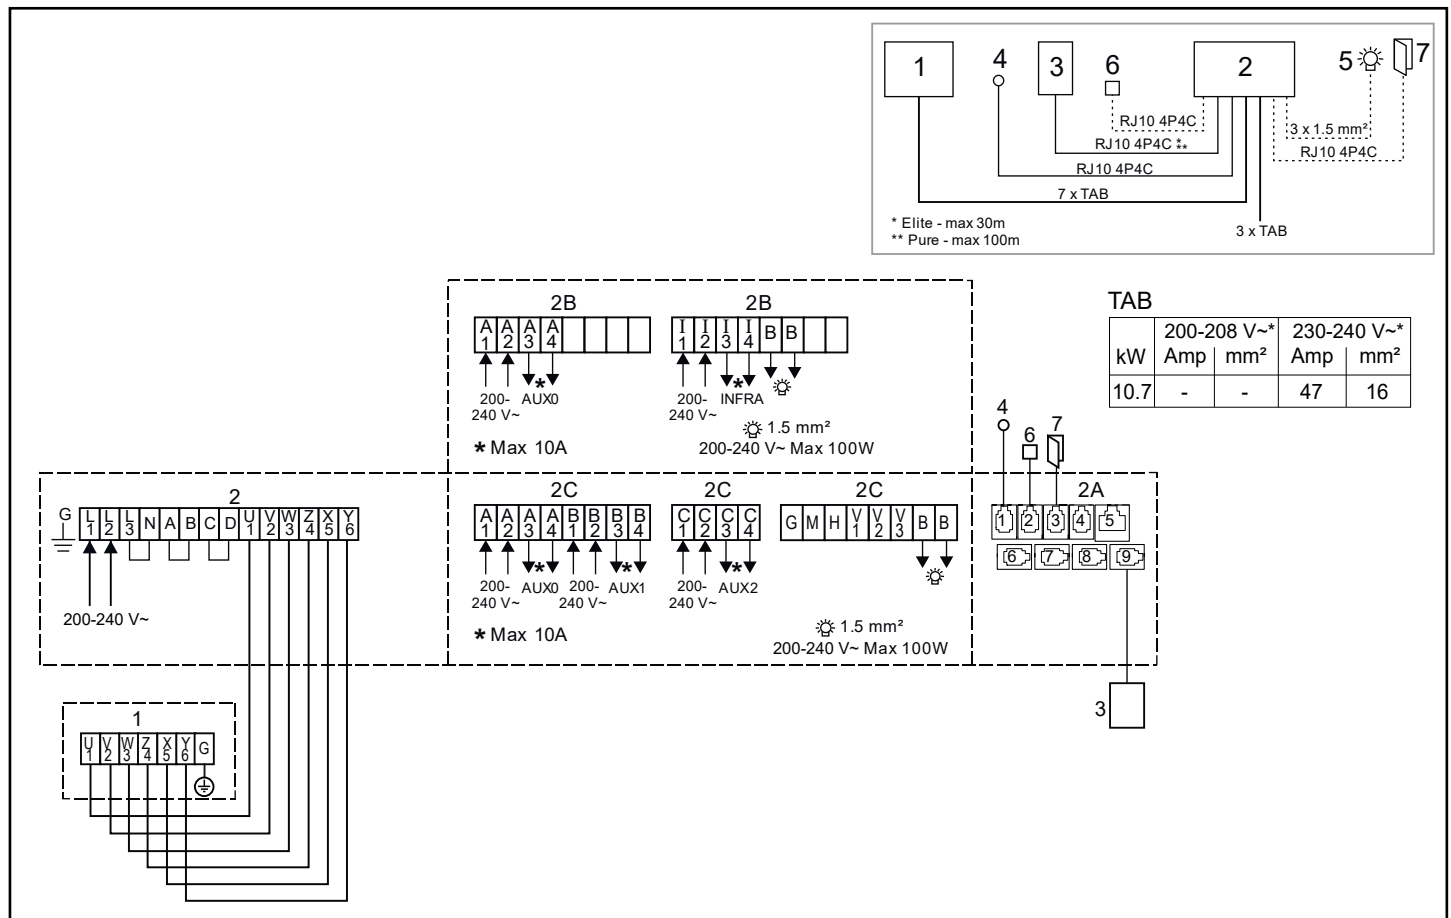 1 4 3 6 2 5 7
RJ10 4P4C
3 x 1.5 mm²
RJ10 4P4C * **
RJ10 4P4C
RJ10 4P4C
7 x TAB
3 x TAB
* Elite - max 30m
** Pure - max 100m
TAB
kW 200-208 V~* 230-240 V~*
Amp mm² Amp mm²
10.7 - - 47 16
2B
A1 A2 A3 A4
200-240 V~
* AUX0
* Max 10A
2B
I1 I2 I3 I4 B B
200-240 V~
* INFRA
1.5 mm²
200-240 V~ Max 100W
2
G L1 L2 L3 N A B C D U1 V2 W3 Z4 X5 Y6
200-240 V~
2C
A1 A2 A3 A4 B1 B2 B3 B4
200-240 V~
* AUX0
200-240 V~
* AUX1
* Max 10A
2C
C1 C2 C3 C4
200-240 V~
* AUX2
2C
G M H V1 V2 V3 B B
1.5 mm²
200-240 V~ Max 100W
4 6 7
2A
1 2 3 4 5
6 7 8 9
3
1
U1 V2 W3 Z4 X5 Y6 G